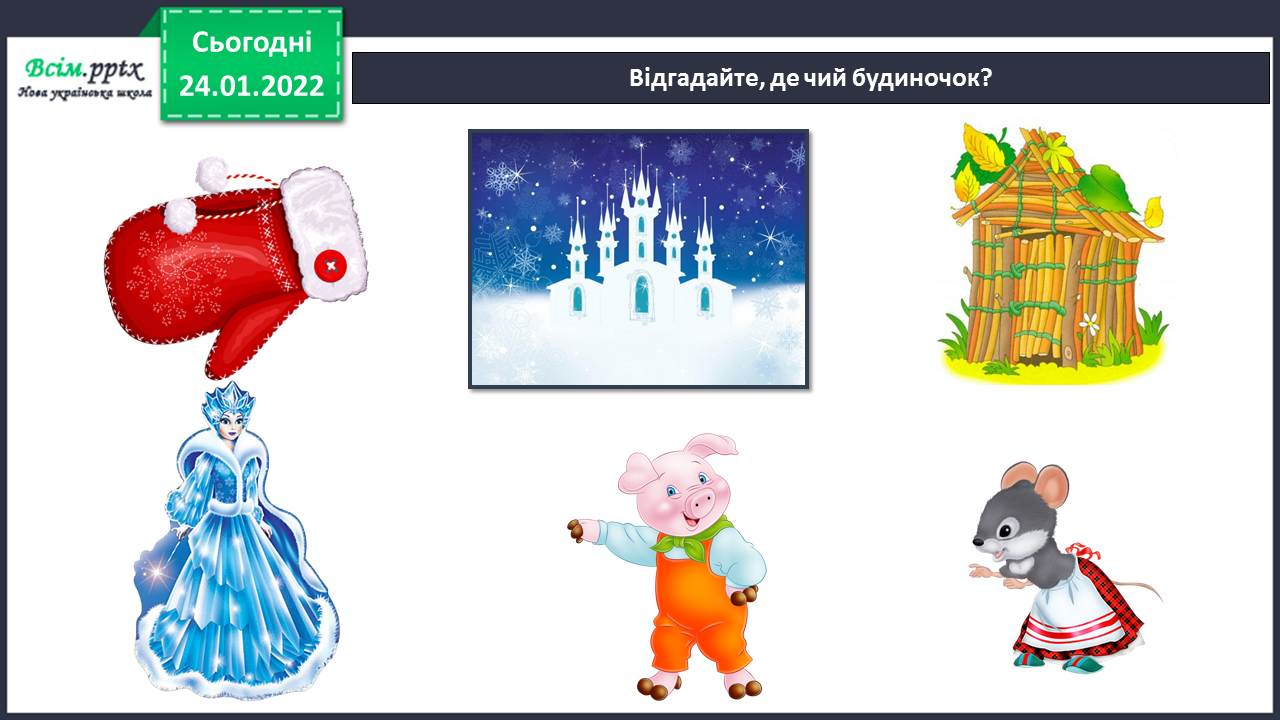 Сьогодні
24.01.2022
Всім.pptx
Нова українська школа
Відгадайте, де чий будиночок?